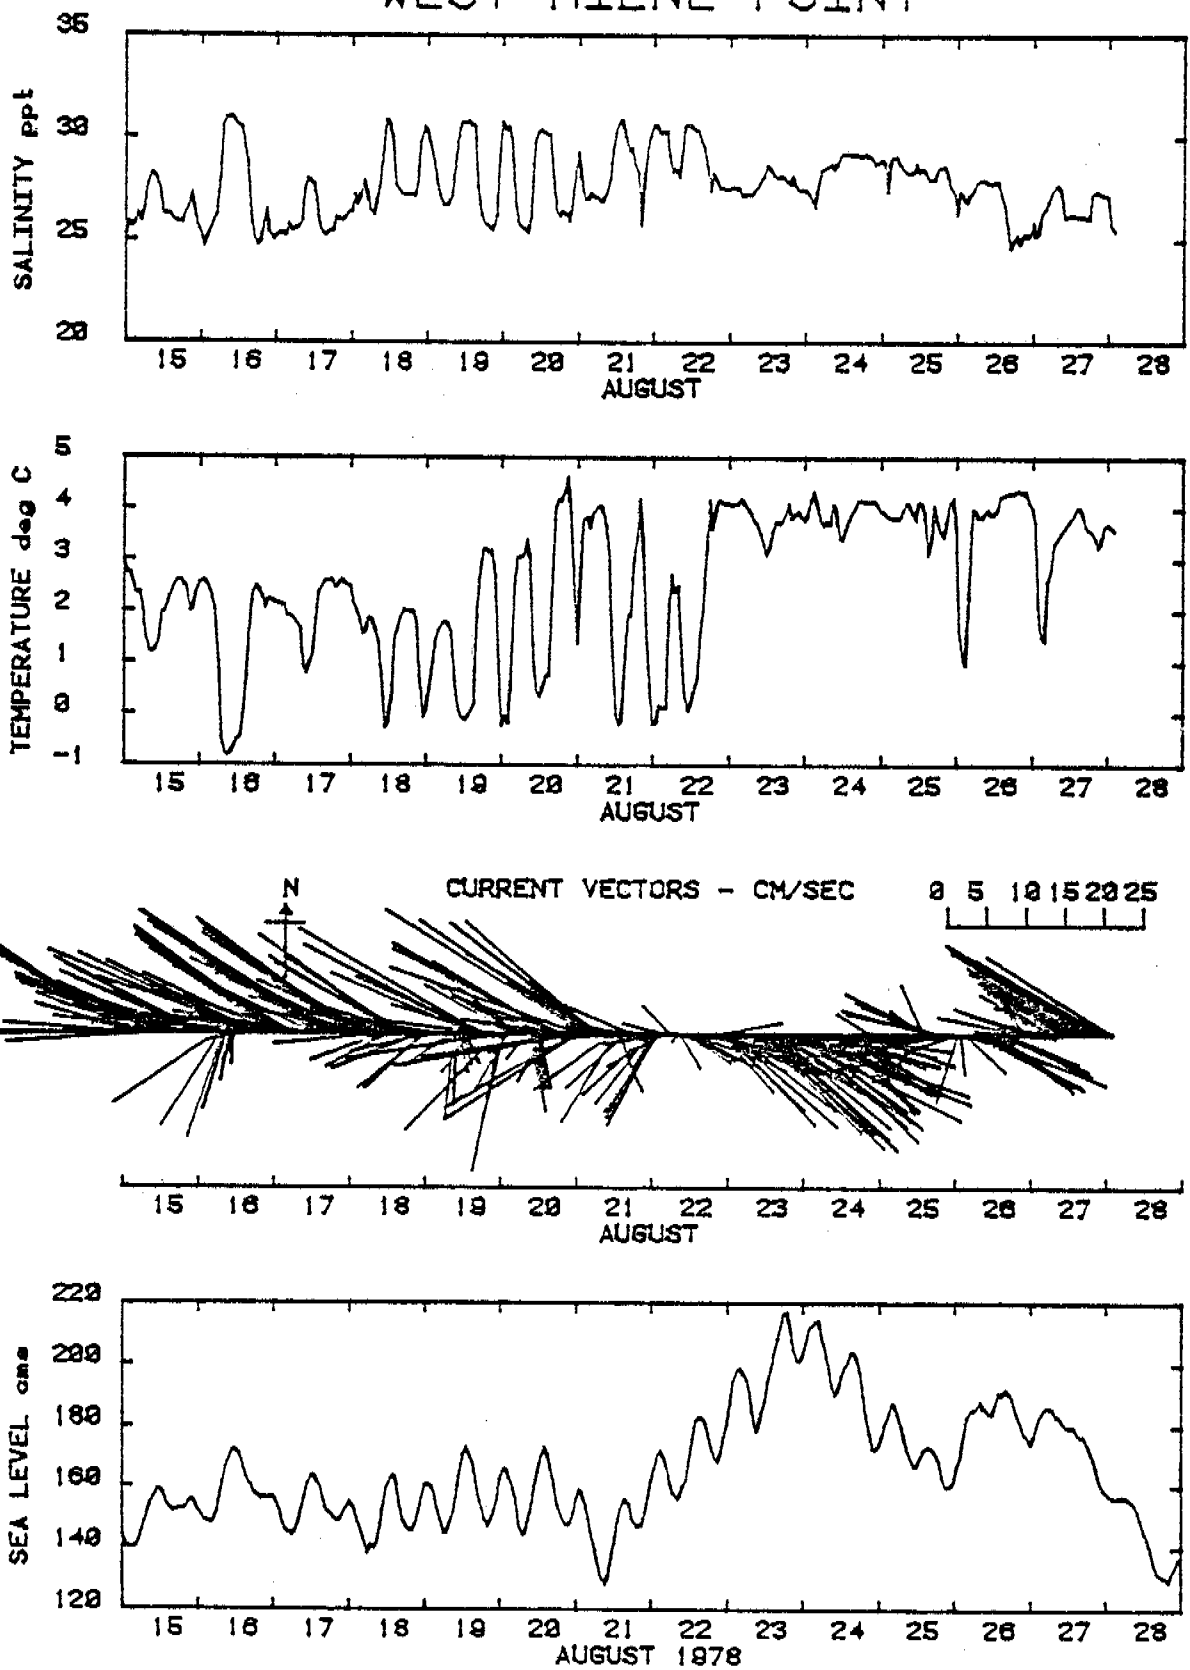 WEST MILNE POINT
35
30
25
20
SALINITY ppt
15 16 17 18 19 20 21 22 23 24 25 26 27 28
AUGUST
5
4
3
2
1
0
-1
TEMPERATURE deg C
15 16 17 18 19 20 21 22 23 24 25 26 27 28
AUGUST
N
CURRENT VECTORS - CM/SEC
0 5 10 15 20 25
15 16 17 18 19 20 21 22 23 24 25 26 27 28
AUGUST
220
200
180
160
140
120
SEA LEVEL cms
15 16 17 18 19 20 21 22 23 24 25 26 27 28
AUGUST 1978